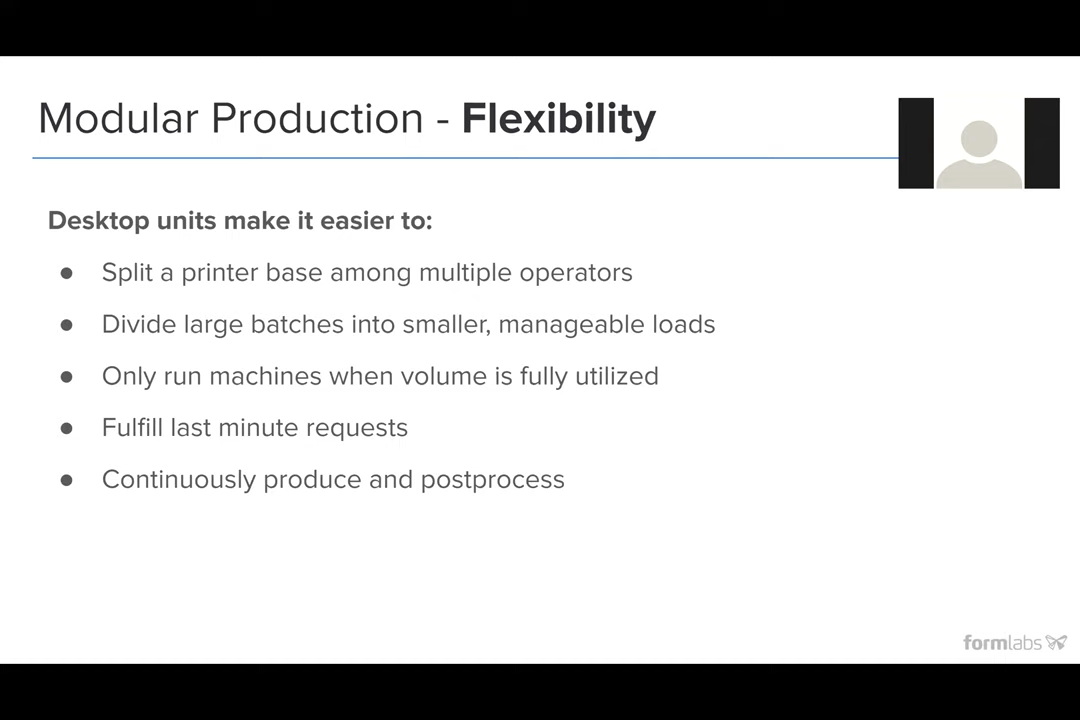 Modular Production - Flexibility
Desktop units make it easier to:
● Split a printer base among multiple operators
● Divide large batches into smaller, manageable loads
● Only run machines when volume is fully utilized
● Fulfill last minute requests
● Continuously produce and postprocess
formlabs